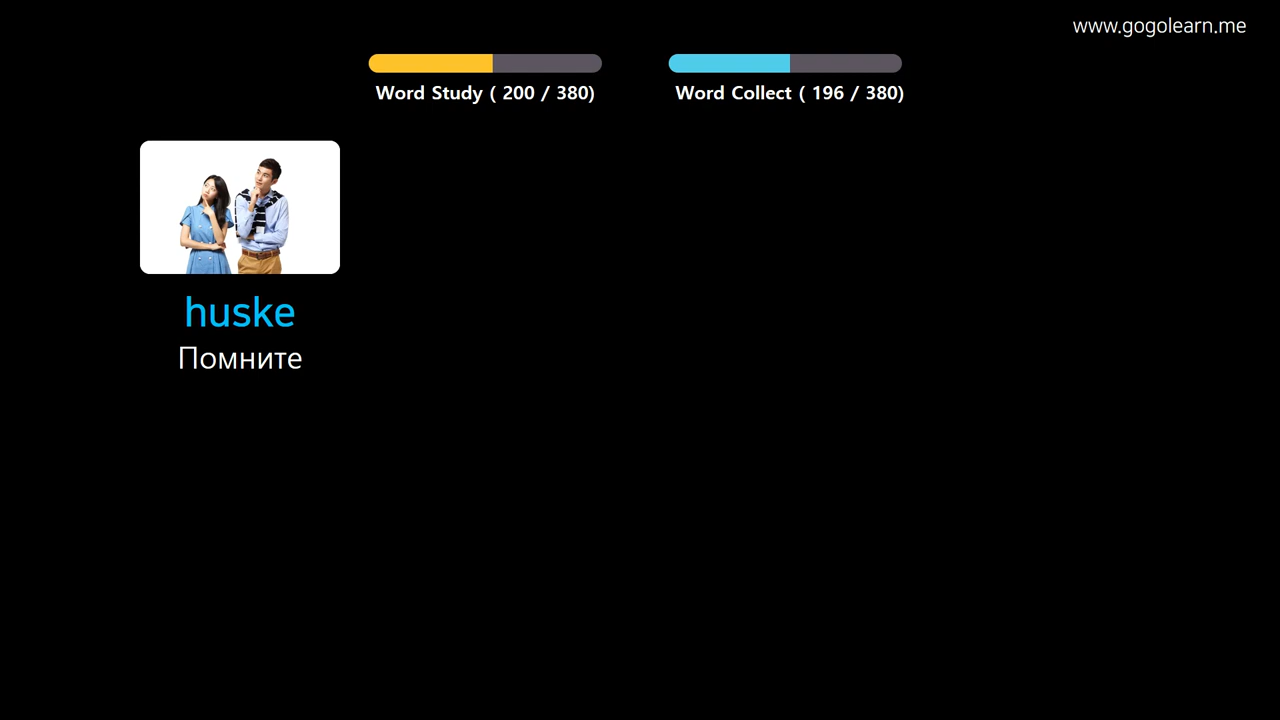 www.gogolearn.me
Word Study ( 200 / 380)
Word Collect ( 196 / 380)
huske
Помните